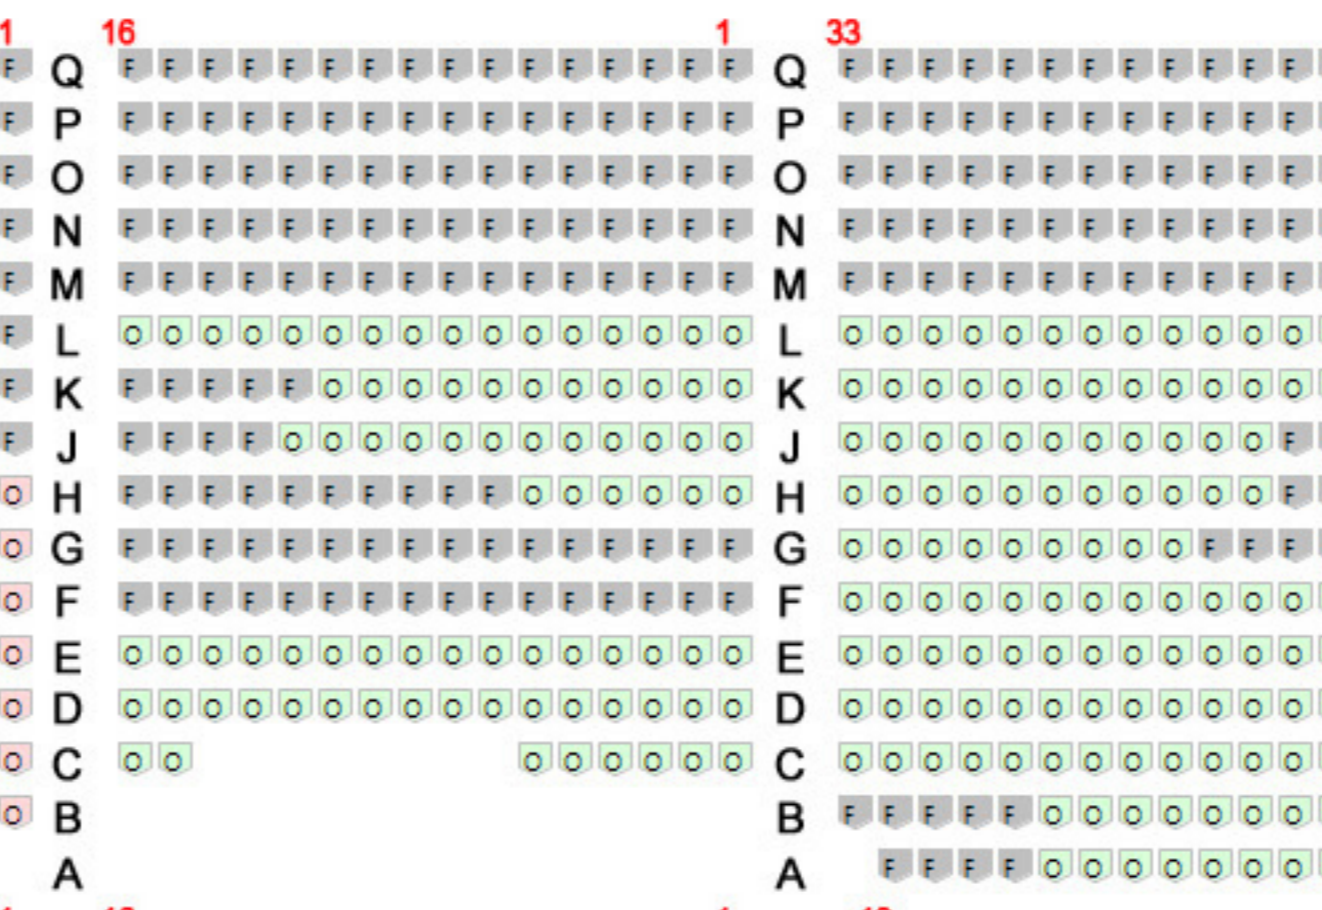 1 16 1 33
F Q F F F F F F F F F F F F F F F F Q F F F F F F F F F F F F
F P F F F F F F F F F F F F F F F F P F F F F F F F F F F F F
F O F F F F F F F F F F F F F F F F O F F F F F F F F F F F F
F N F F F F F F F F F F F F F F F F N F F F F F F F F F F F F
F M F F F F F F F F F F F F F F F F M F F F F F F F F F F F F
F L O O O O O O O O O O O O O O O O L O O O O O O O O O O O O
F K F F F F F O O O O O O O O O O O K O O O O O O O O O O O O
F J F F F F O O O O O O O O O O O O J O O O O O O O O O O O F
O H F F F F F F F F F F O O O O O O H O O O O O O O O O O O F
O G F F F F F F F F F F F F F F F F G O O O O O O O O O F F F
O F F F F F F F F F F F F F F F F F F O O O O O O O O O O O O
O E O O O O O O O O O O O O O O O O E O O O O O O O O O O O O
O D O O O O O O O O O O O O O O O O D O O O O O O O O O O O O
O C O O O O O O O O C O O O O O O O O O O O O
O B B F F F F F O O O O O O O
A A F F F F O O O O O O O